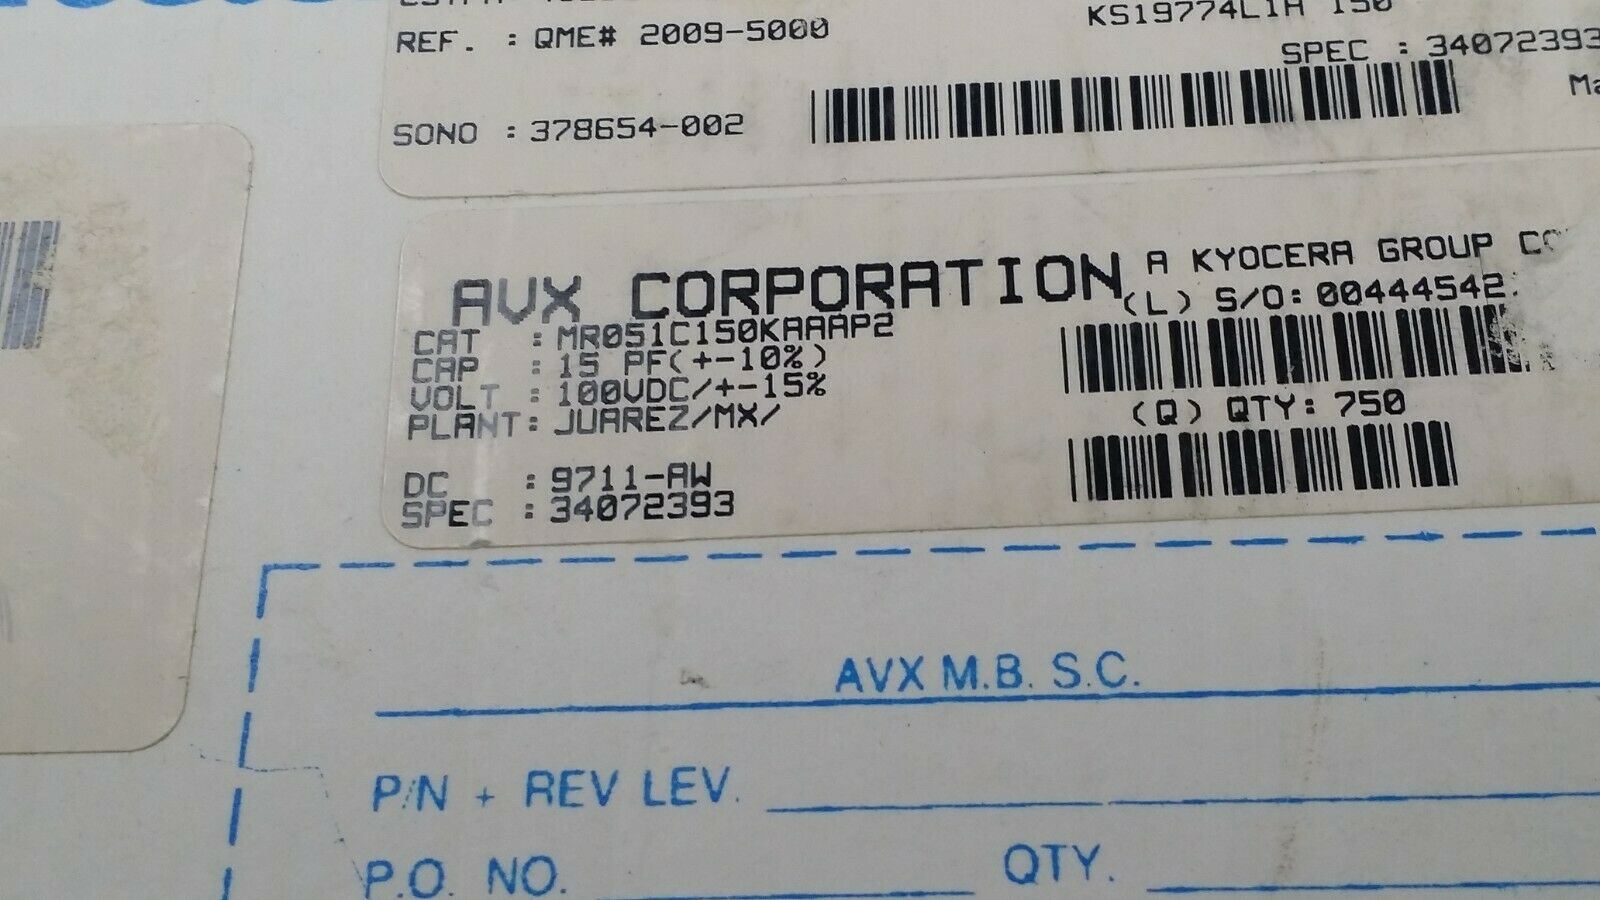 REF. : QME# 2009-5000
KS19774L1A 150
SPEC : 34072393
SONO : 378654-002
AVX CORPORATION A KYOCERA GROUP
(L) S/O: 00444542
CAT : MR051C150KAAAP2
CAP : 15 PF(+-10%)
VOLT : 100VDC/+-15%
PLANT: JUAREZ/MX/
(Q) QTY: 750
DC : 9711-AW
SPEC : 34072393
AVX M.B. S.C.
P/N + REV LEV.
P.O. NO. QTY.